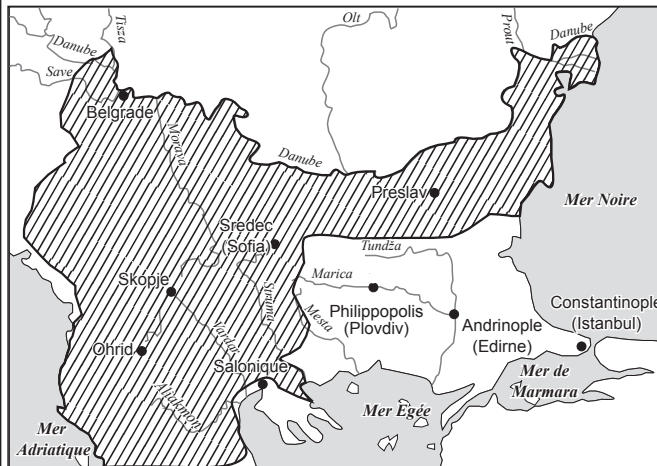 Tisza
Olt
Prout
Danube
Danube
Save
Belgrade
Morava
Danube
Preslav
Mer Noire
Sredec
(Sofia)
Tundža
Skopje
Struma
Marica
Mesta
Philippopolis
(Plovdiv)
Andrinople
(Edirne)
Constantinople
(Istanbul)
Ohrid
Vardar
Salonique
Aliakmon
Mer de
Marmara
Mer Egée
Mer
Adriatique